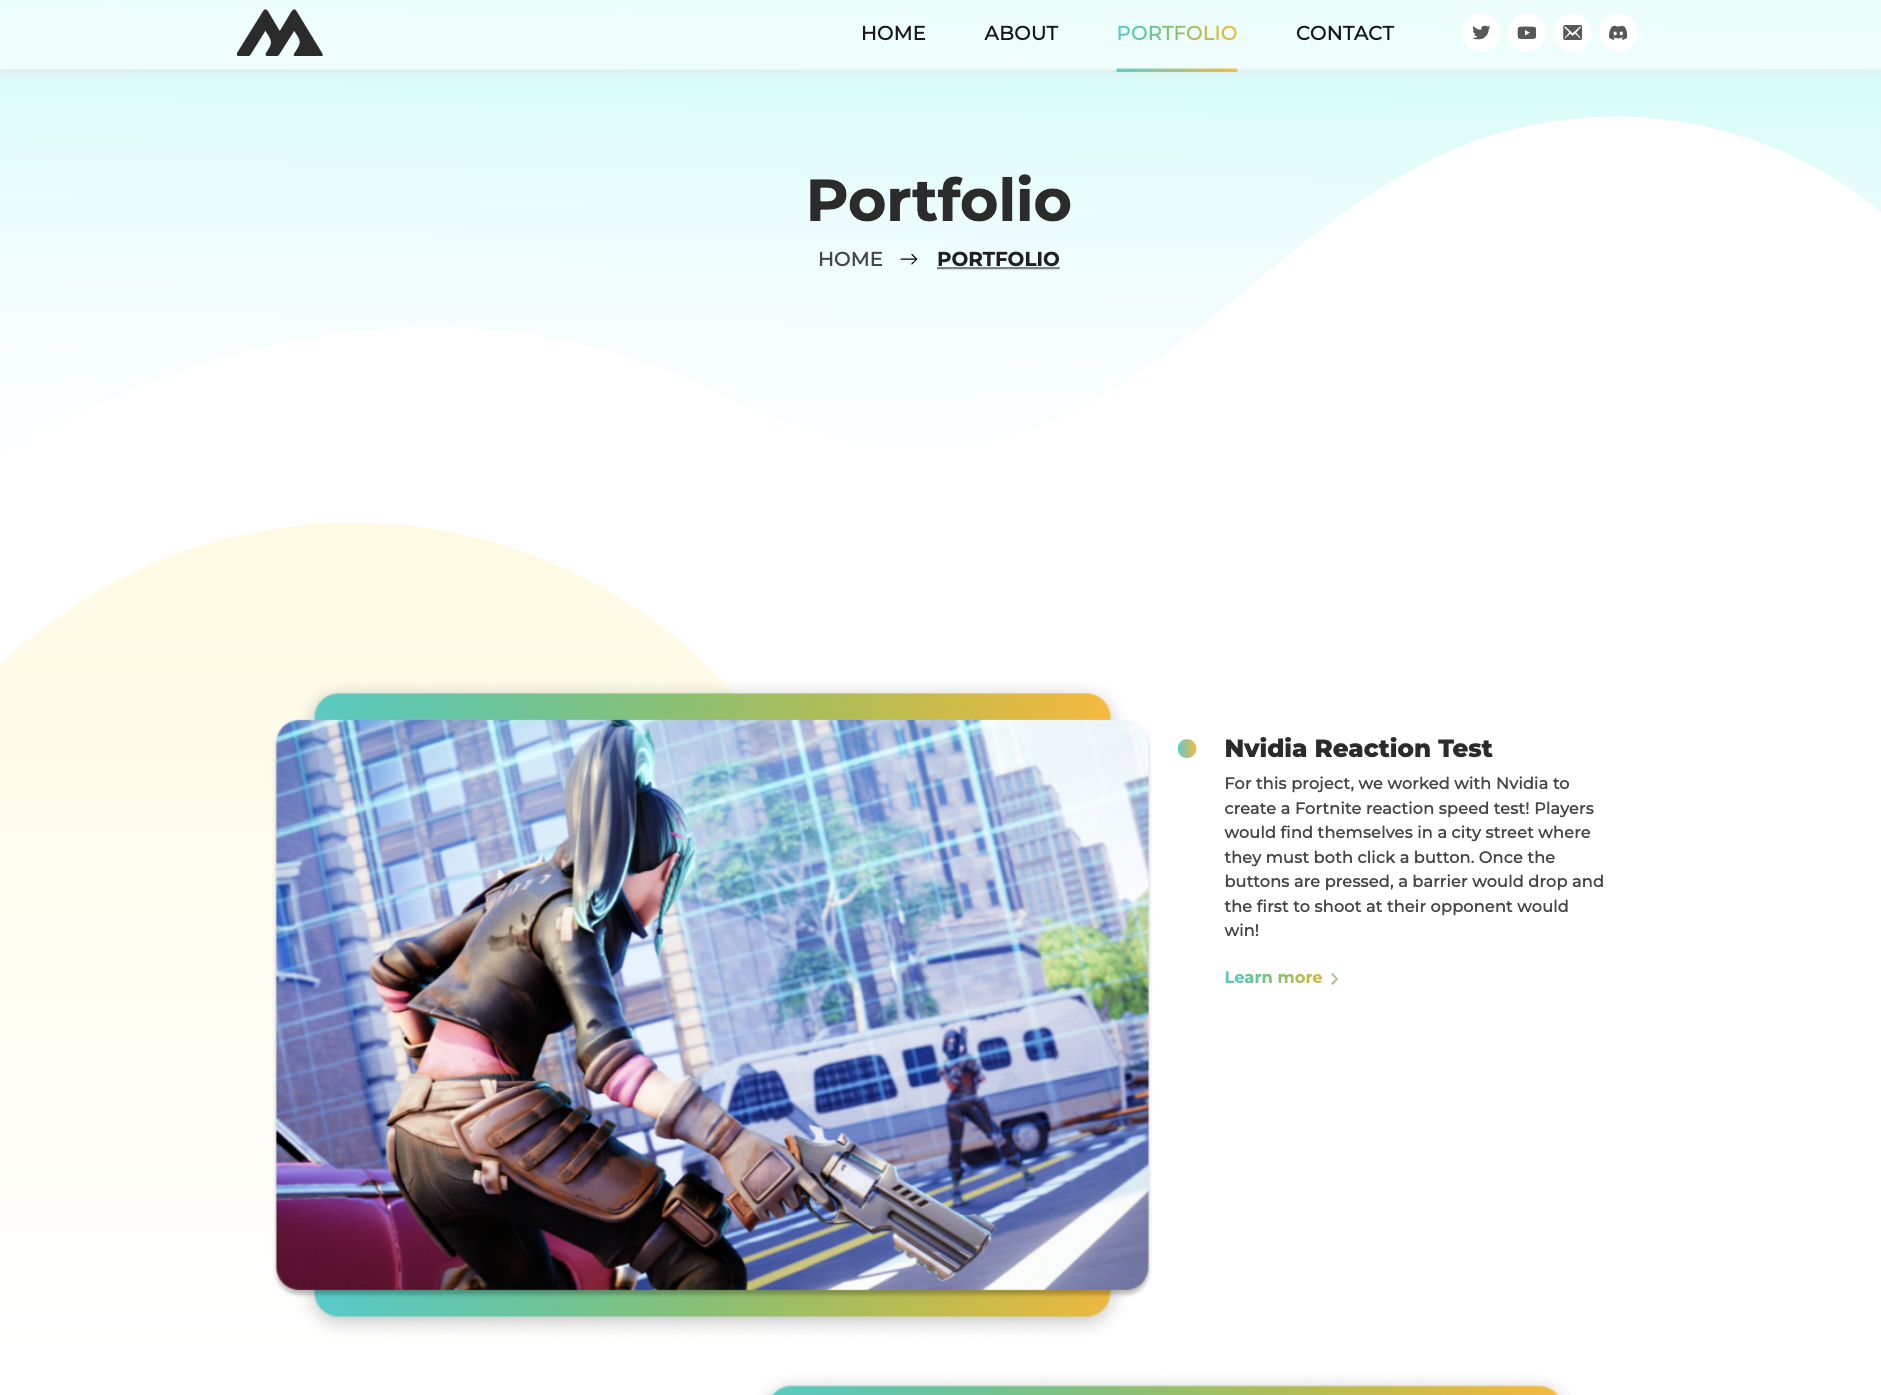 HOME ABOUT PORTFOLIO CONTACT
Portfolio
HOME → PORTFOLIO
Nvidia Reaction Test
For this project, we worked with Nvidia to
create a Fortnite reaction speed test! Players
would find themselves in a city street where
they must both click a button. Once the
buttons are pressed, a barrier would drop and
the first to shoot at their opponent would
win!
Learn more